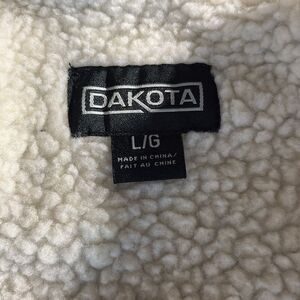 DAKOTA
L/G
MADE IN CHINA/
FAIT AU CHINE